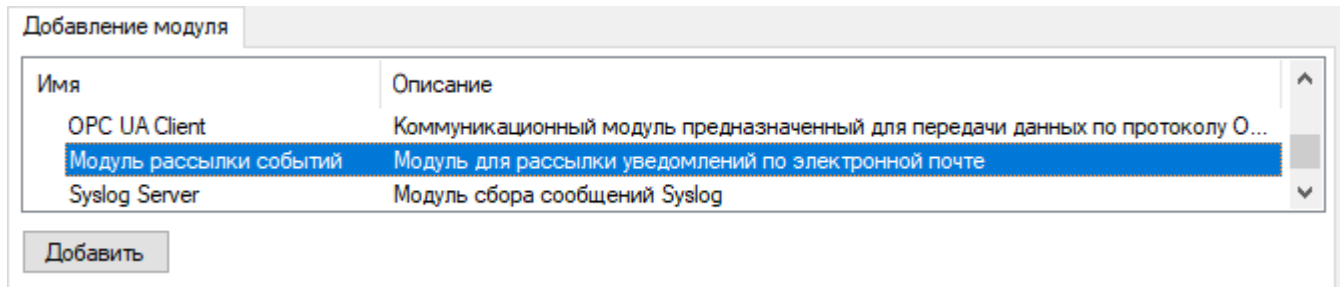 Добавление модуля
Имя Описание
OPC UA Client Коммуникационный модуль предназначенный для передачи данных по протоколу О...
Модуль рассылки событий Модуль для рассылки уведомлений по электронной почте
Syslog Server Модуль сбора сообщений Syslog
Добавить